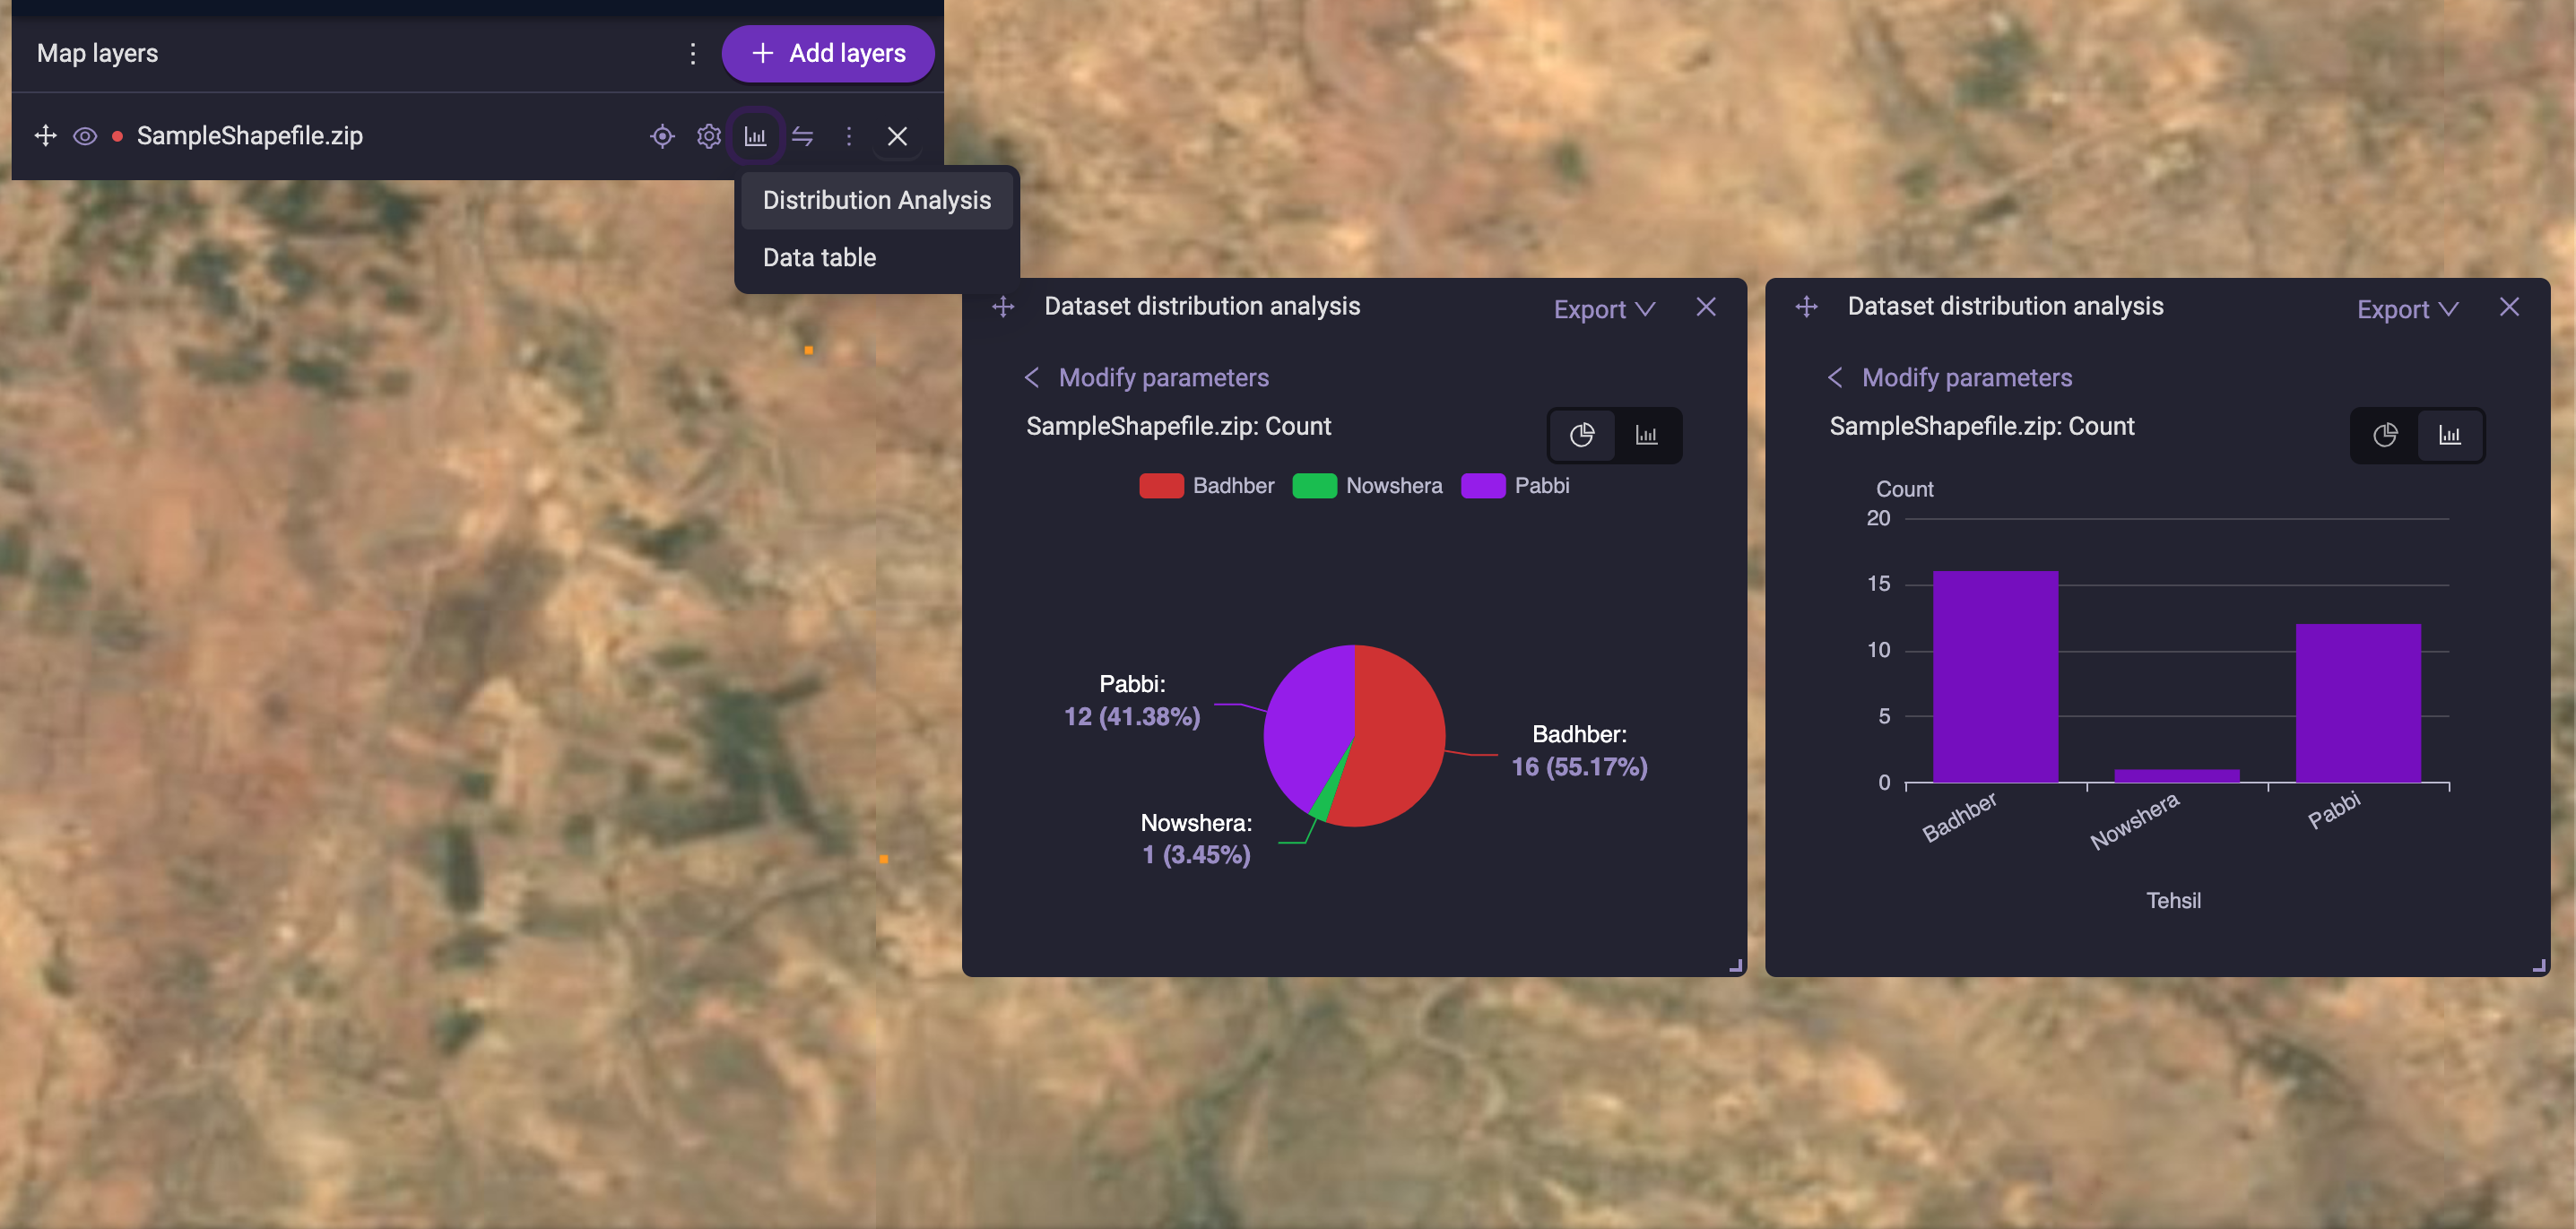 Map layers
Add layers
SampleShapefile.zip
Distribution Analysis
Data table
Dataset distribution analysis
Export
Modify parameters
SampleShapefile.zip: Count
Badhber
Nowshera
Pabbi
Pabbi:
12 (41.38%)
Badhber:
16 (55.17%)
Nowshera:
1 (3.45%)
Dataset distribution analysis
Export
Modify parameters
SampleShapefile.zip: Count
Count
20
15
10
5
0
Badhber
Nowshera
Pabbi
Tehsil